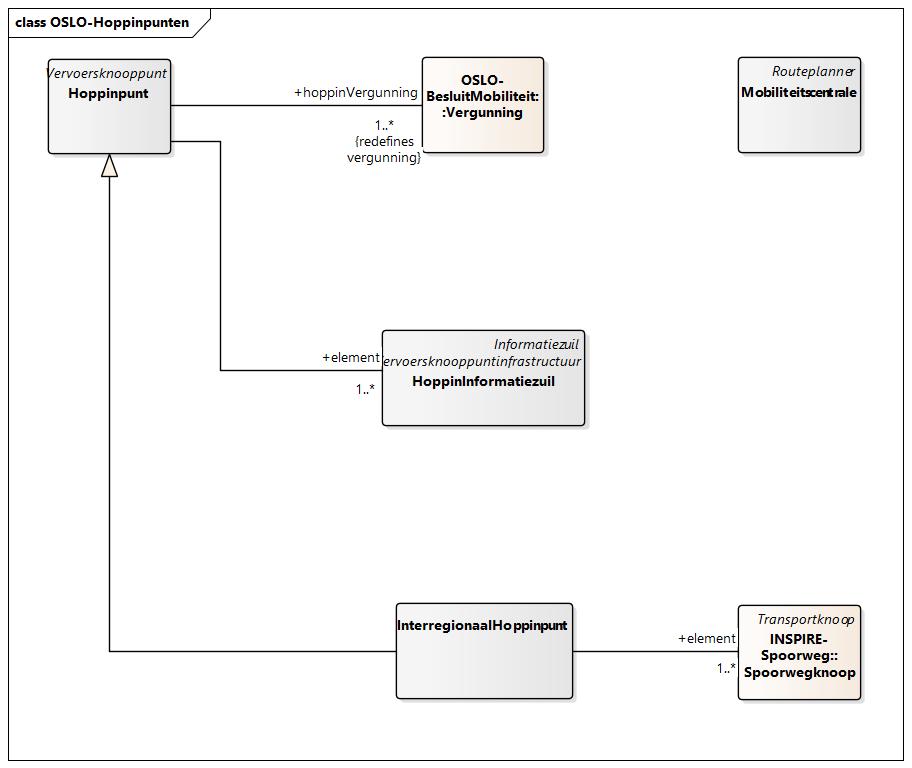 class OSLO-Hoppinpunten
Vervoersknooppunt
Hoppinpunt
+hoppinVergunning
1..*
{redefines
vergunning}
OSLO-
BesluitMobiliteit:
:Vergunning
Routeplanner
Mobiliteitscentrale
+element
1..*
Informatiezuil
ervoersknooppuntinfrastructuur
HoppinInformatiezuil
InterregionaalHoppinpunt
+element
1..*
Transportknoop
INSPIRE-
Spoorweg::
Spoorwegknoop